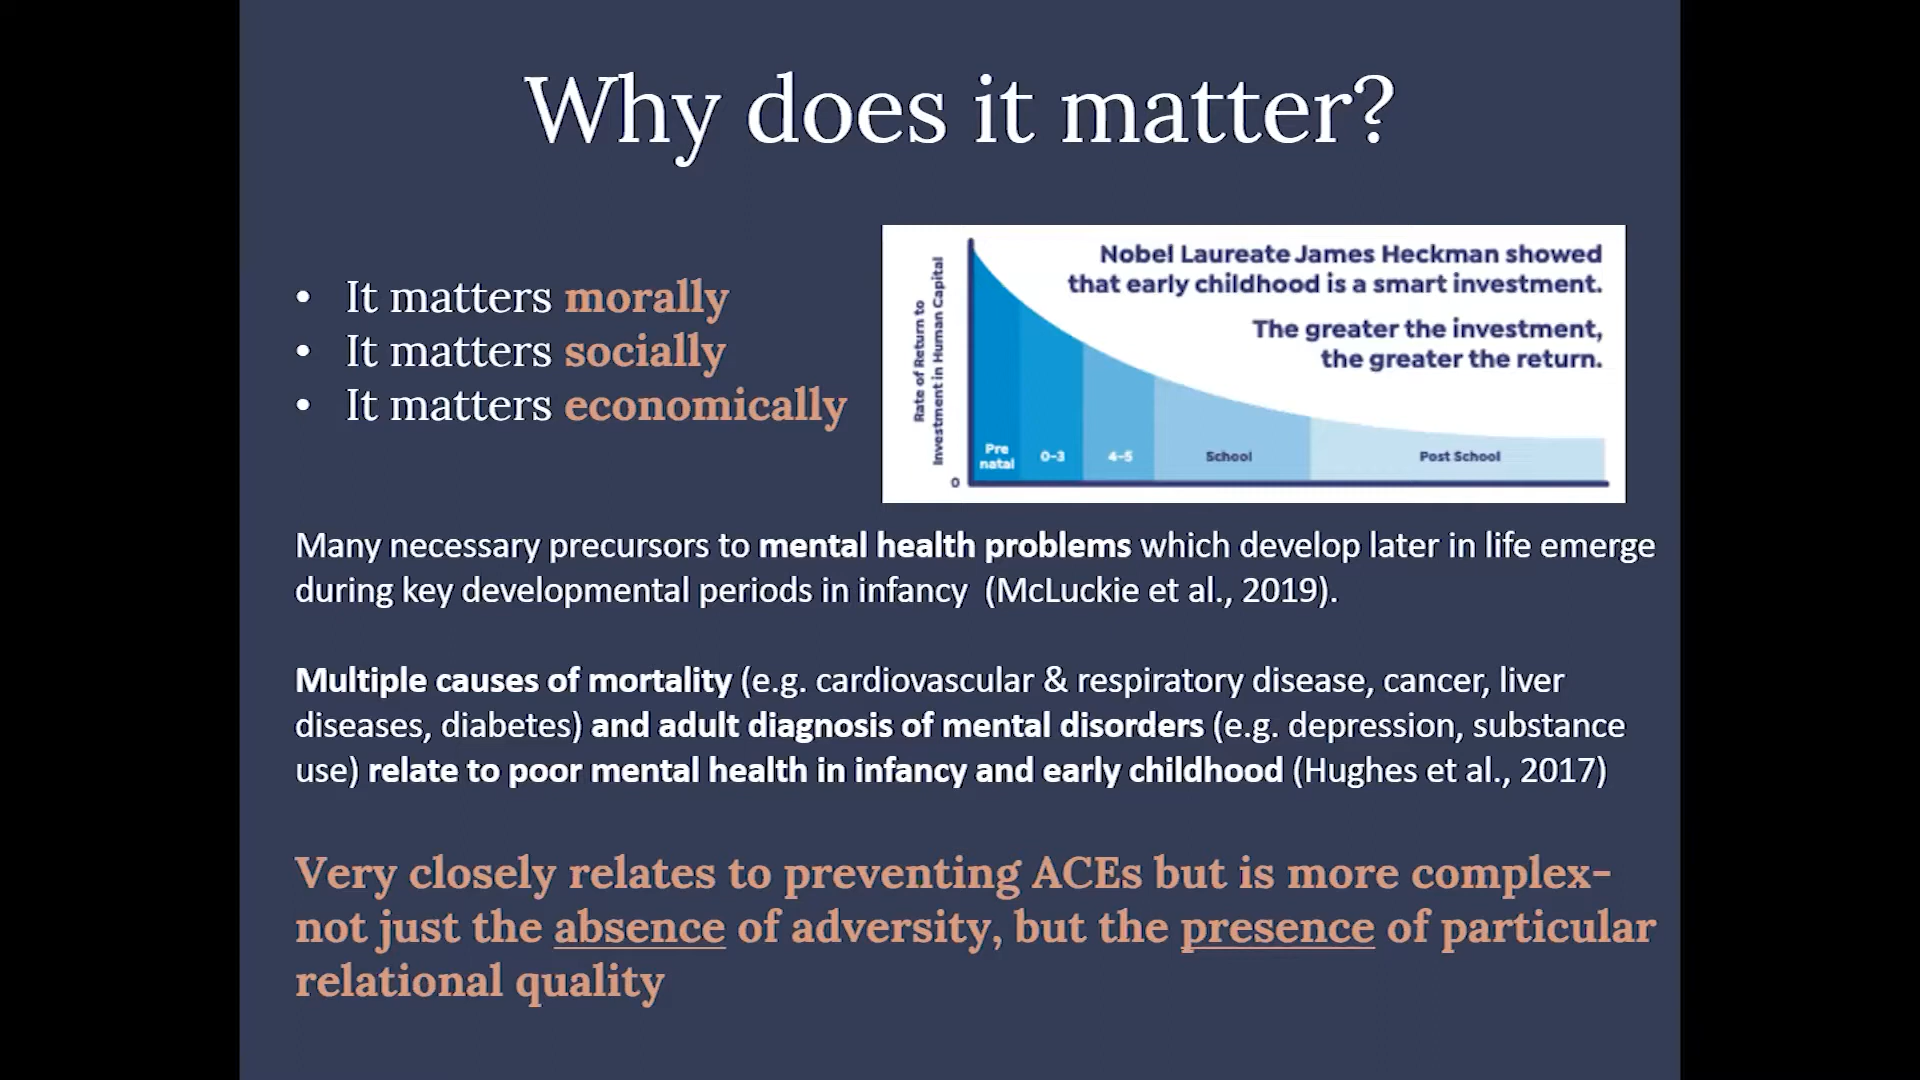 Why does it matter?
• It matters morally
• It matters socially
• It matters economically
Rate of Return to
Investment in Human Capital
Nobel Laureate James Heckman showed
that early childhood is a smart investment.
The greater the investment,
the greater the return.
Pre
natal
0-3
4-5
School
Post School
0
Many necessary precursors to mental health problems which develop later in life emerge
during key developmental periods in infancy (McLuckie et al., 2019).
Multiple causes of mortality (e.g. cardiovascular & respiratory disease, cancer, liver
diseases, diabetes) and adult diagnosis of mental disorders (e.g. depression, substance
use) relate to poor mental health in infancy and early childhood (Hughes et al., 2017)
Very closely relates to preventing ACEs but is more complex-
not just the absence of adversity, but the presence of particular
relational quality